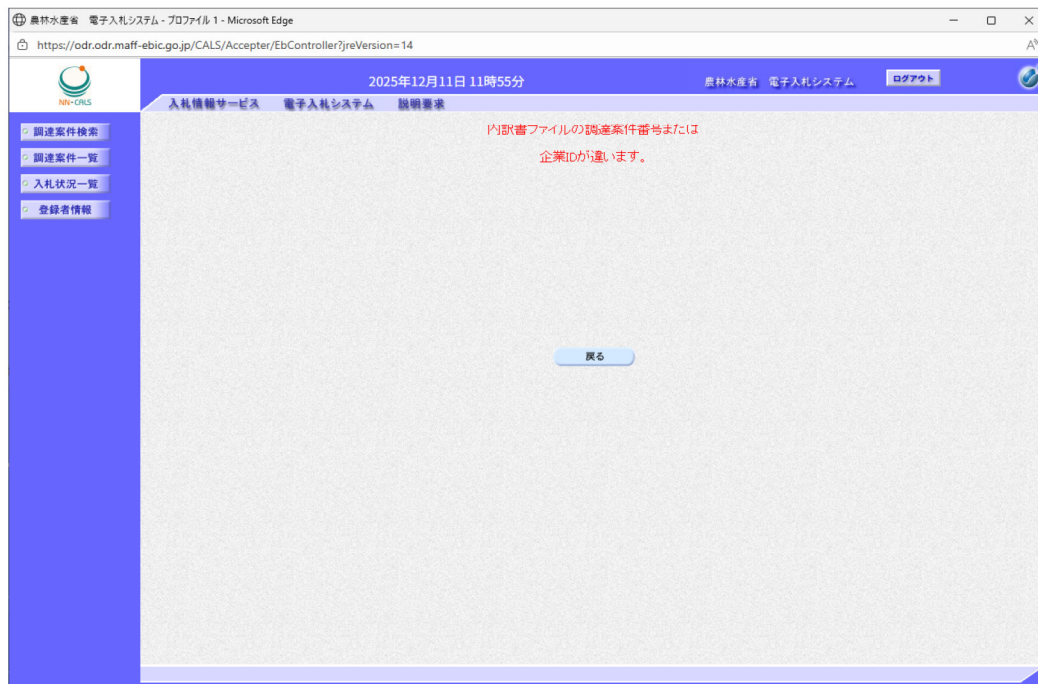 農林水産省　電子入札システム - プロファイル 1 - Microsoft Edge
https://odr.odr.maff-ebic.go.jp/CALS/Accepter/EbController?jreVersion=14
NN-CALS
2025年12月11日 11時55分
農林水産省　電子入札システム
ログアウト
入札情報サービス　電子入札システム　説明要求
調達案件検索
調達案件一覧
入札状況一覧
登録者情報
内訳書ファイルの調達案件番号または
企業IDが違います。
戻る